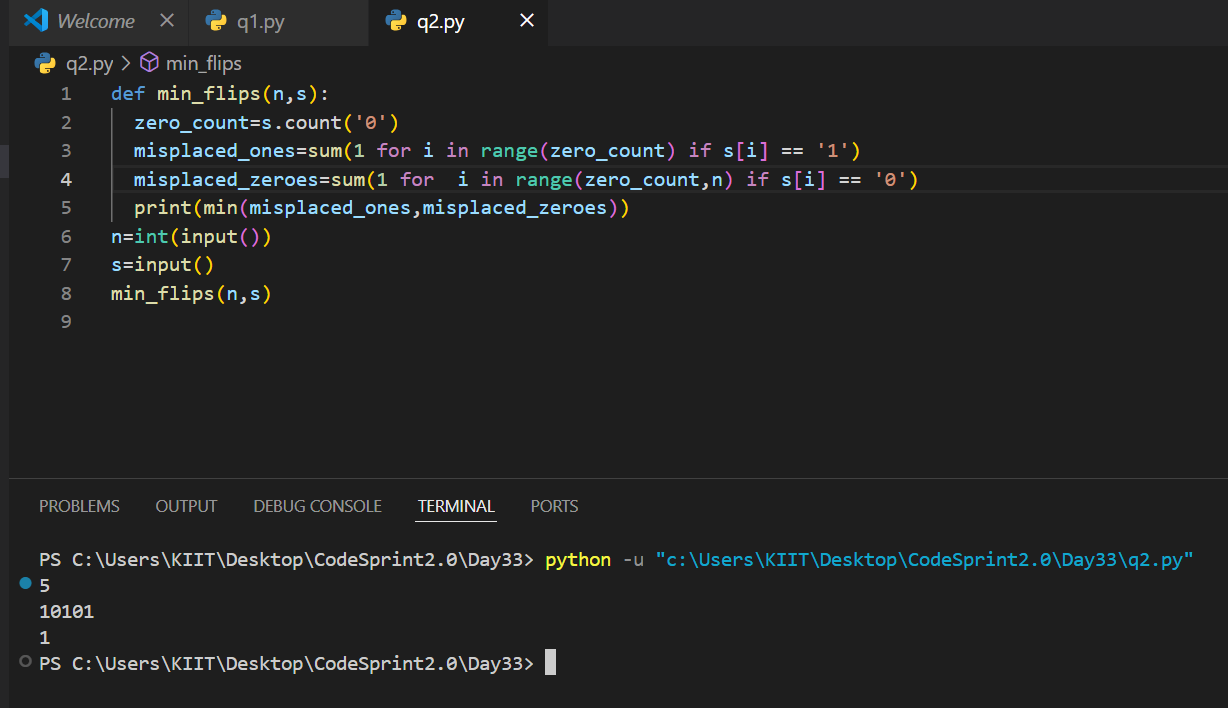 Welcome q1.py q2.py
q2.py > min_flips
1 def min_flips(n,s):
2   zero_count=s.count('0')
3   misplaced_ones=sum(1 for i in range(zero_count) if s[i] == '1')
4   misplaced_zeroes=sum(1 for  i in range(zero_count,n) if s[i] == '0')
5   print(min(misplaced_ones,misplaced_zeroes))
6 n=int(input())
7 s=input()
8 min_flips(n,s)
9
PROBLEMS OUTPUT DEBUG CONSOLE TERMINAL PORTS
PS C:\Users\KIIT\Desktop\CodeSprint2.0\Day33> python -u "c:\Users\KIIT\Desktop\CodeSprint2.0\Day33\q2.py"
5
10101
1
PS C:\Users\KIIT\Desktop\CodeSprint2.0\Day33>